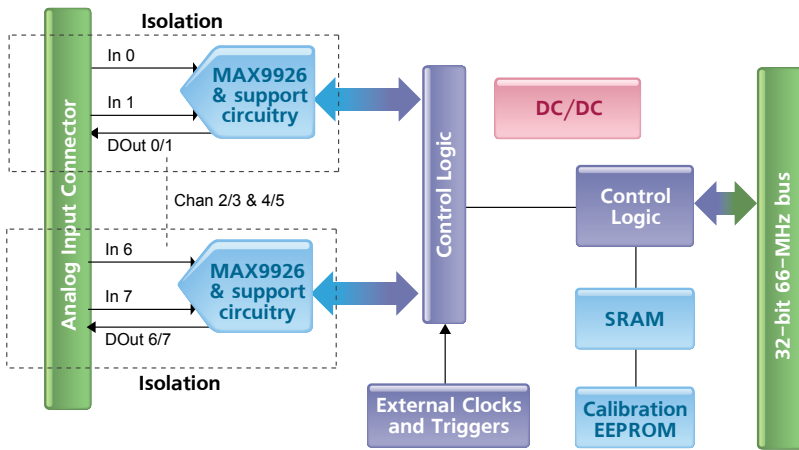 Isolation
In 0
In 1
DOut 0/1
MAX9926
& support
circuitry
Chan 2/3 & 4/5
In 6
In 7
DOut 6/7
MAX9926
& support
circuitry
Isolation
Analog Input Connector
Control Logic
DC/DC
Control
Logic
SRAM
Calibration
EEPROM
External Clocks
and Triggers
32-bit 66-MHz bus